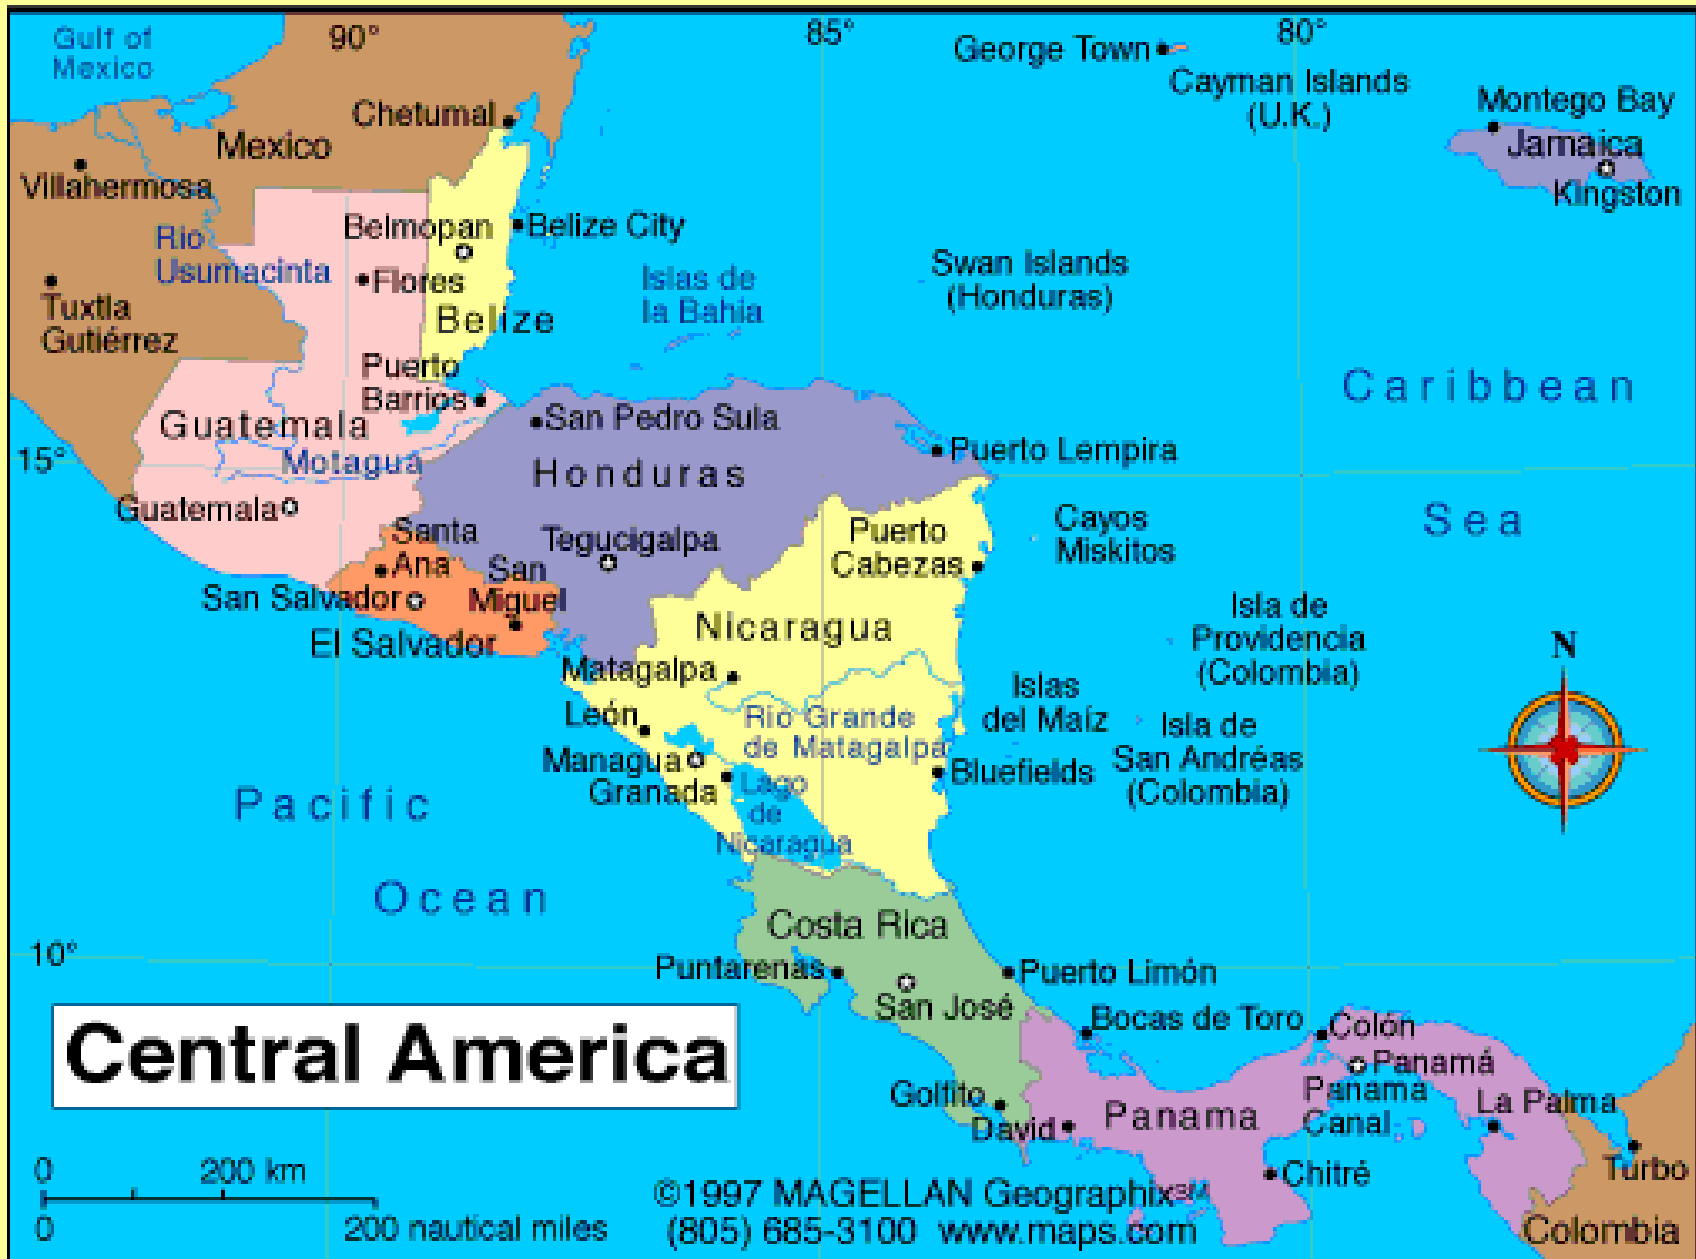 Gulf of
Mexico
90°
85°
80°
George Town
Cayman Islands
(U.K.)
Montego Bay
Jamaica
Kingston
Chetumal
Mexico
Villahermosa
Rio
Usumacinta
Tuxtla
Gutiérrez
Belmopan
Belize City
Flores
Belize
Islas de
la Bahia
Swan Islands
(Honduras)
Caribbean
Sea
Puerto
Barrios
Guatemala
Motagua
15°
Guatemala
San Pedro Sula
Honduras
Puerto Lempira
Tegucigalpa
Santa
Ana
San
Miguel
San Salvador
El Salvador
Puerto
Cabezas
Cayos
Miskitos
Nicaragua
Isla de
Providencia
(Colombia)
N
Matagalpa
León
Rio Grande
de Matagalpa
Islas
del Maíz
Isla de
San Andréas
(Colombia)
Managua
Granada
Lago
de
Nicaragua
Bluefields
Pacific
Ocean
Costa Rica
10°
Puntarenas
Puerto Limón
San José
Bocas de Toro
Colón
Panamá
Panama
Canal
La Palma
Golfito
David
Panama
Chitré
Turbo
Colombia
Central America
0 200 km
0 200 nautical miles
©1997 MAGELLAN Geographix℠
(805) 685-3100 www.maps.com